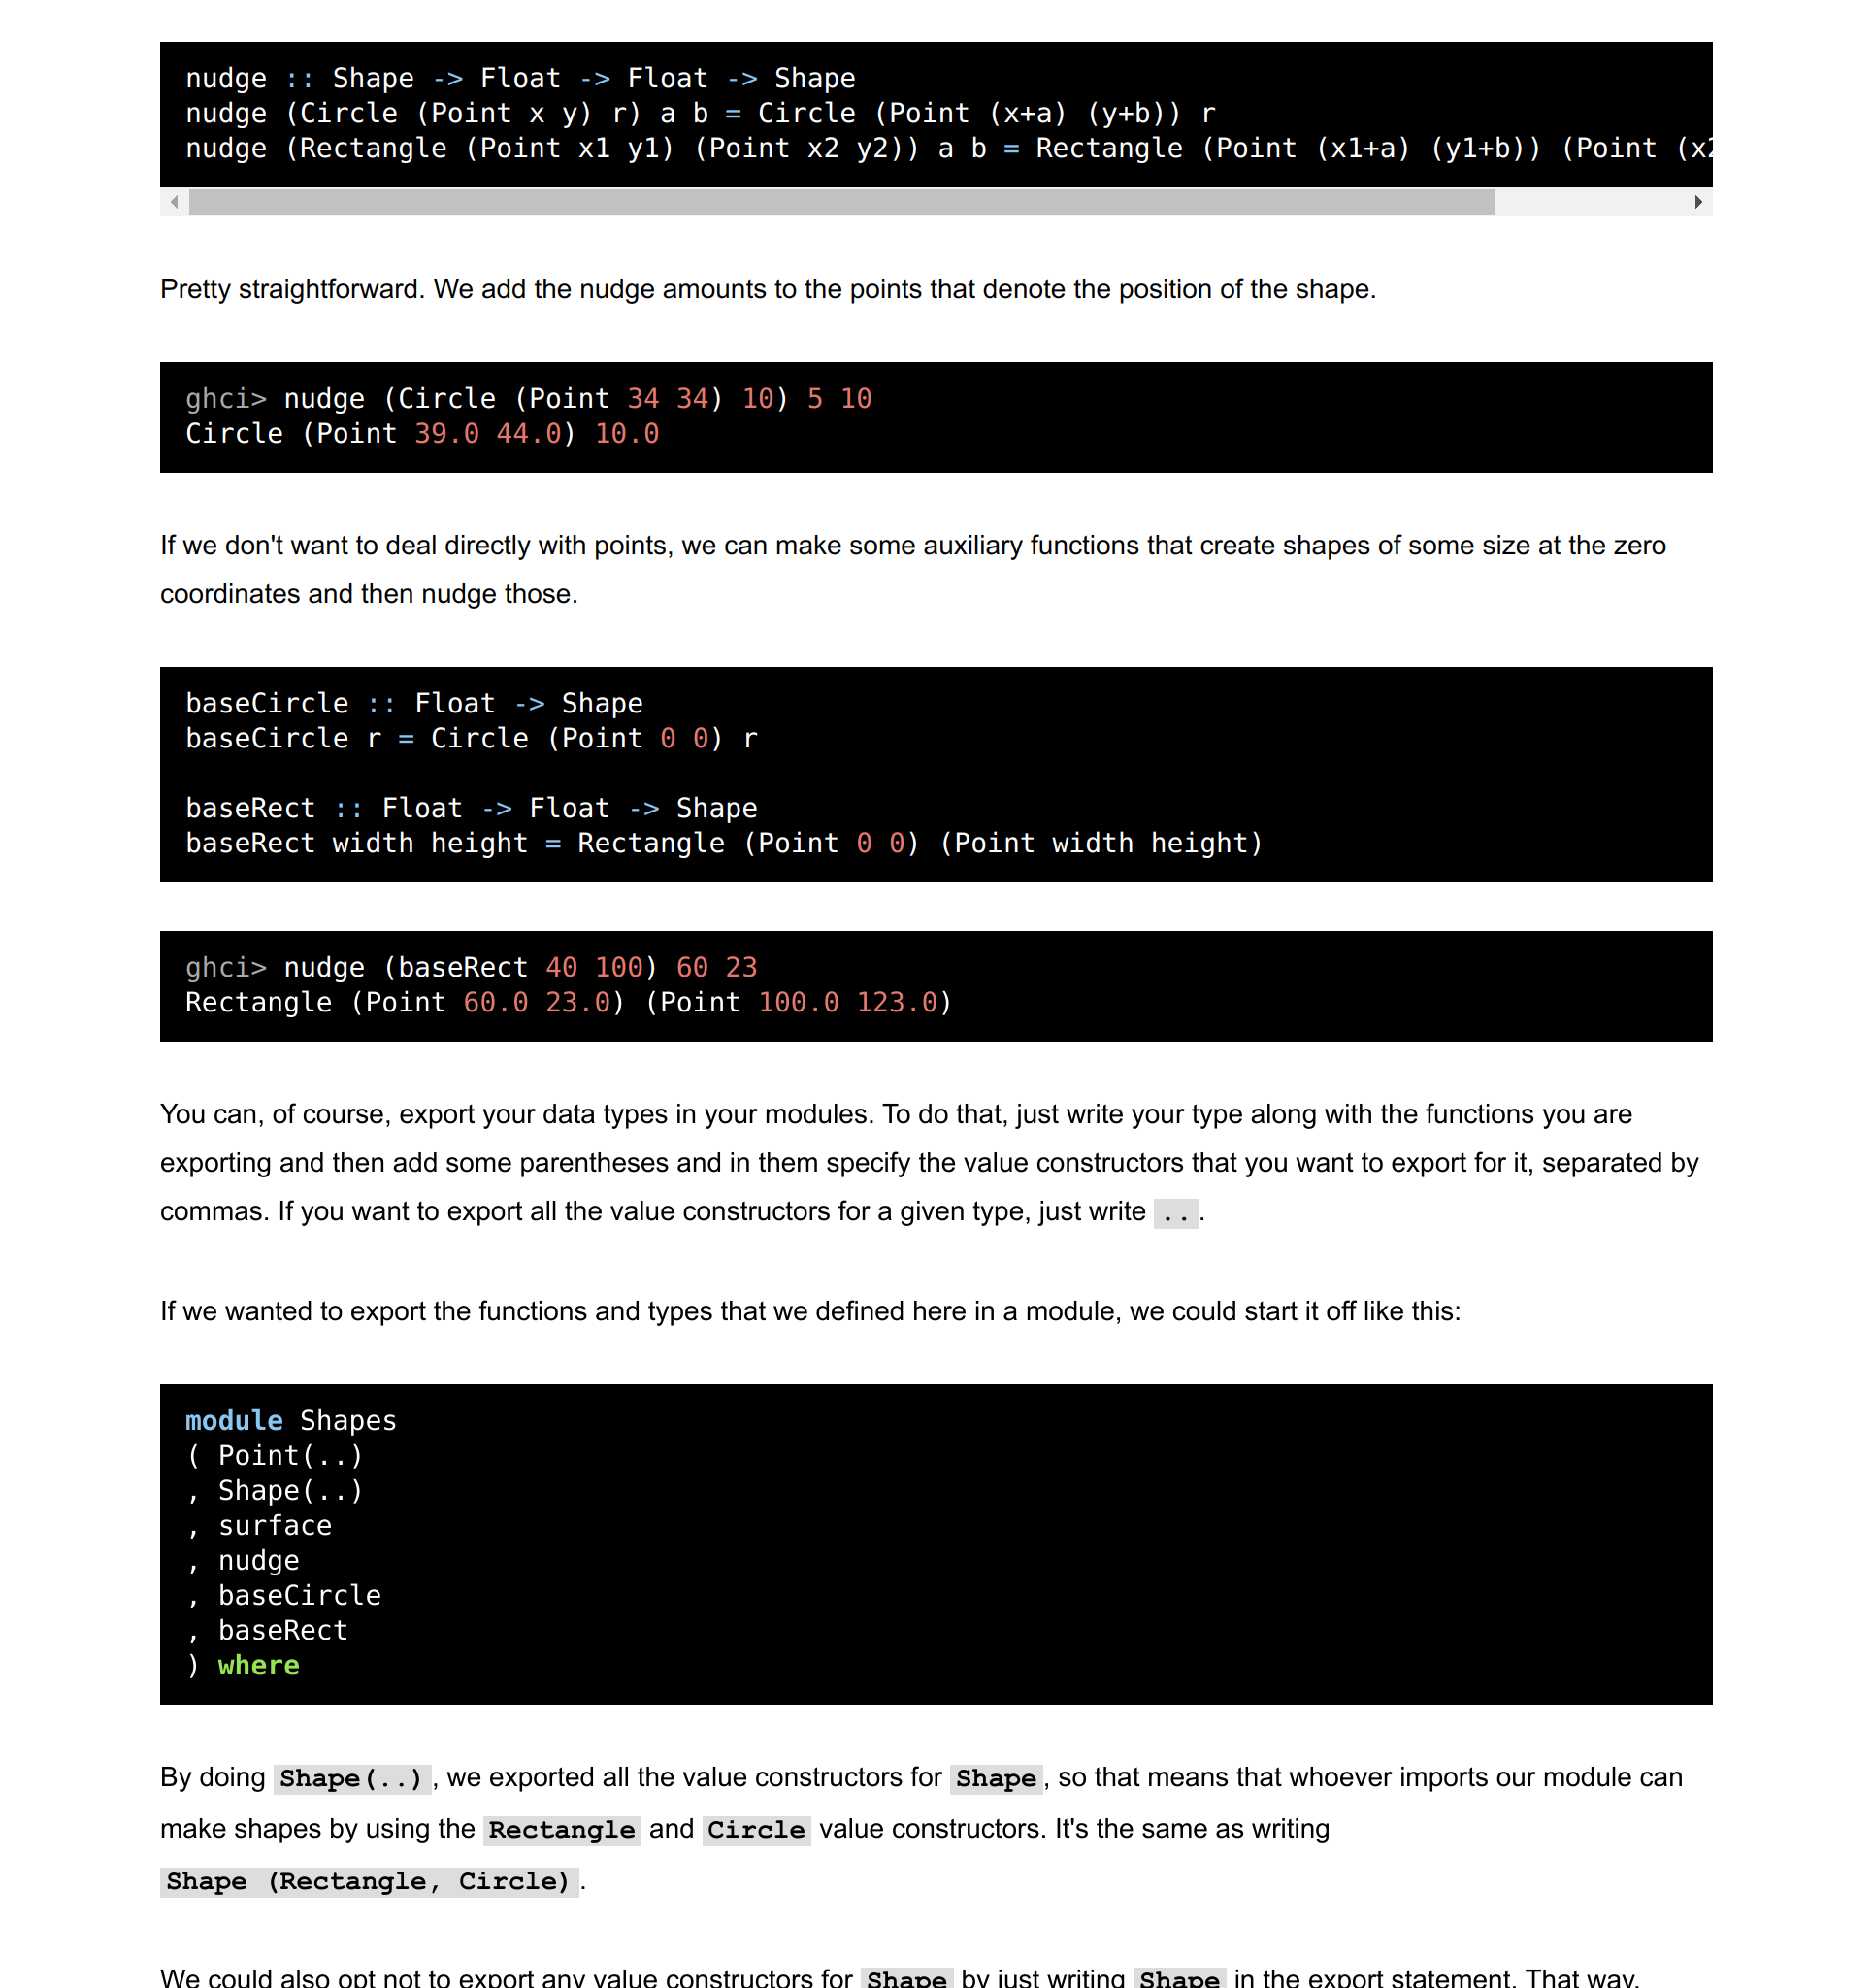 nudge :: Shape -> Float -> Float -> Shape
nudge (Circle (Point x y) r) a b = Circle (Point (x+a) (y+b)) r
nudge (Rectangle (Point x1 y1) (Point x2 y2)) a b = Rectangle (Point (x1+a) (y1+b)) (Point (x2
Pretty straightforward. We add the nudge amounts to the points that denote the position of the shape.
ghci> nudge (Circle (Point 34 34) 10) 5 10
Circle (Point 39.0 44.0) 10.0
If we don't want to deal directly with points, we can make some auxiliary functions that create shapes of some size at the zero
coordinates and then nudge those.
baseCircle :: Float -> Shape
baseCircle r = Circle (Point 0 0) r
baseRect :: Float -> Float -> Shape
baseRect width height = Rectangle (Point 0 0) (Point width height)
ghci> nudge (baseRect 40 100) 60 23
Rectangle (Point 60.0 23.0) (Point 100.0 123.0)
You can, of course, export your data types in your modules. To do that, just write your type along with the functions you are
exporting and then add some parentheses and in them specify the value constructors that you want to export for it, separated by
commas. If you want to export all the value constructors for a given type, just write ...
If we wanted to export the functions and types that we defined here in a module, we could start it off like this:
module Shapes
( Point(..)
, Shape(..)
, surface
, nudge
, baseCircle
, baseRect
) where
By doing Shape(..), we exported all the value constructors for Shape, so that means that whoever imports our module can
make shapes by using the Rectangle and Circle value constructors. It's the same as writing
Shape (Rectangle, Circle).
We could also opt not to export any value constructors for Shape by just writing Shape in the export statement. That way,